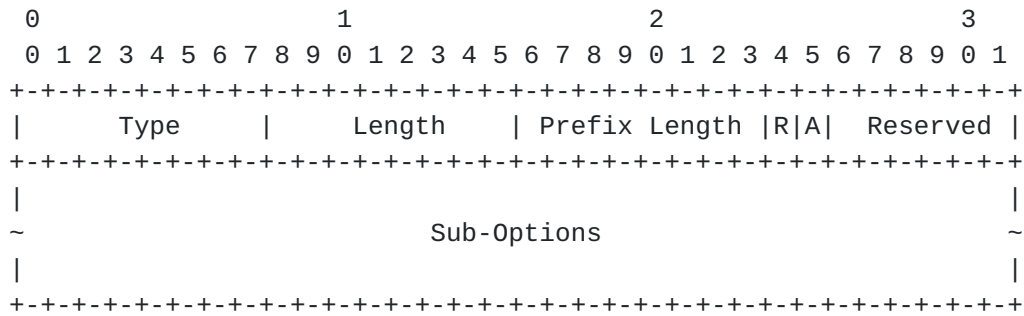 0                   1                   2                   3
 0 1 2 3 4 5 6 7 8 9 0 1 2 3 4 5 6 7 8 9 0 1 2 3 4 5 6 7 8 9 0 1
+-+-+-+-+-+-+-+-+-+-+-+-+-+-+-+-+-+-+-+-+-+-+-+-+-+-+-+-+-+-+-+-+
|      Type     |     Length    | Prefix Length |R|A|  Reserved |
+-+-+-+-+-+-+-+-+-+-+-+-+-+-+-+-+-+-+-+-+-+-+-+-+-+-+-+-+-+-+-+-+
|                                                               |
~                          Sub-Options                          ~
|                                                               |
+-+-+-+-+-+-+-+-+-+-+-+-+-+-+-+-+-+-+-+-+-+-+-+-+-+-+-+-+-+-+-+-+